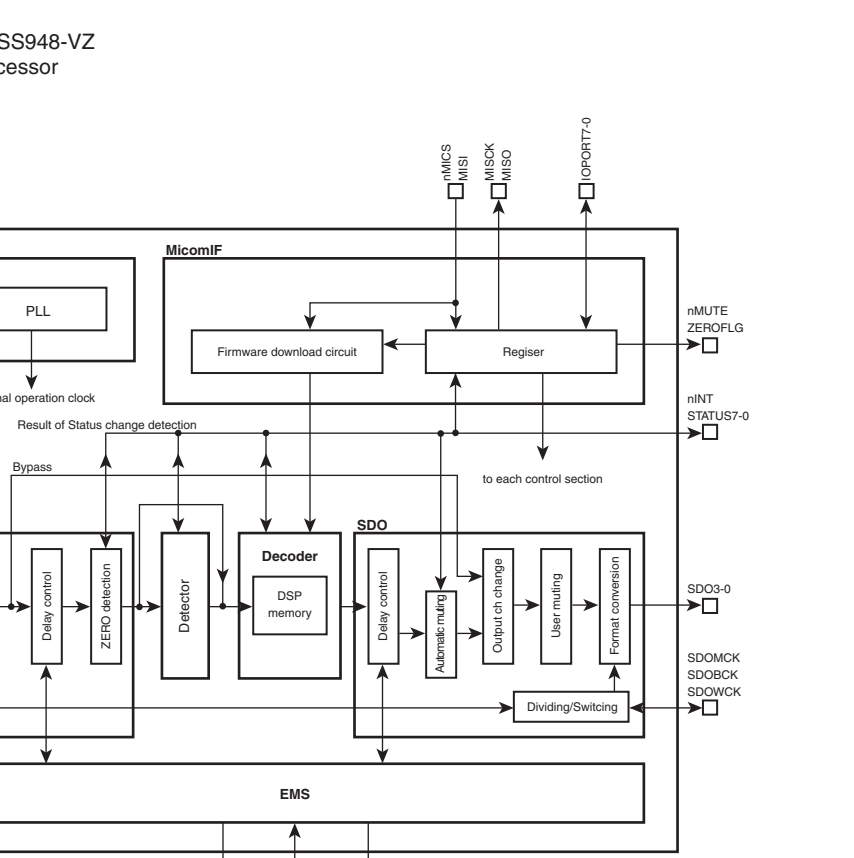 SS948-VZ
cessor
nMICS
MISI
MISCK
MISO
IOPORT7-0
MicomIF
PLL
nMUTE
ZEROFLG
Firmware download circuit
Regiser
nal operation clock
nINT
STATUS7-0
Result of Status change detection
Bypass
to each control section
SDO
Decoder
Delay control
ZERO detection
Detector
DSP
memory
Delay control
Automatic muting
Output ch change
User muting
Format conversion
SDO3-0
SDOMCK
SDOBCK
SDOWCK
Dividing/Switcing
EMS